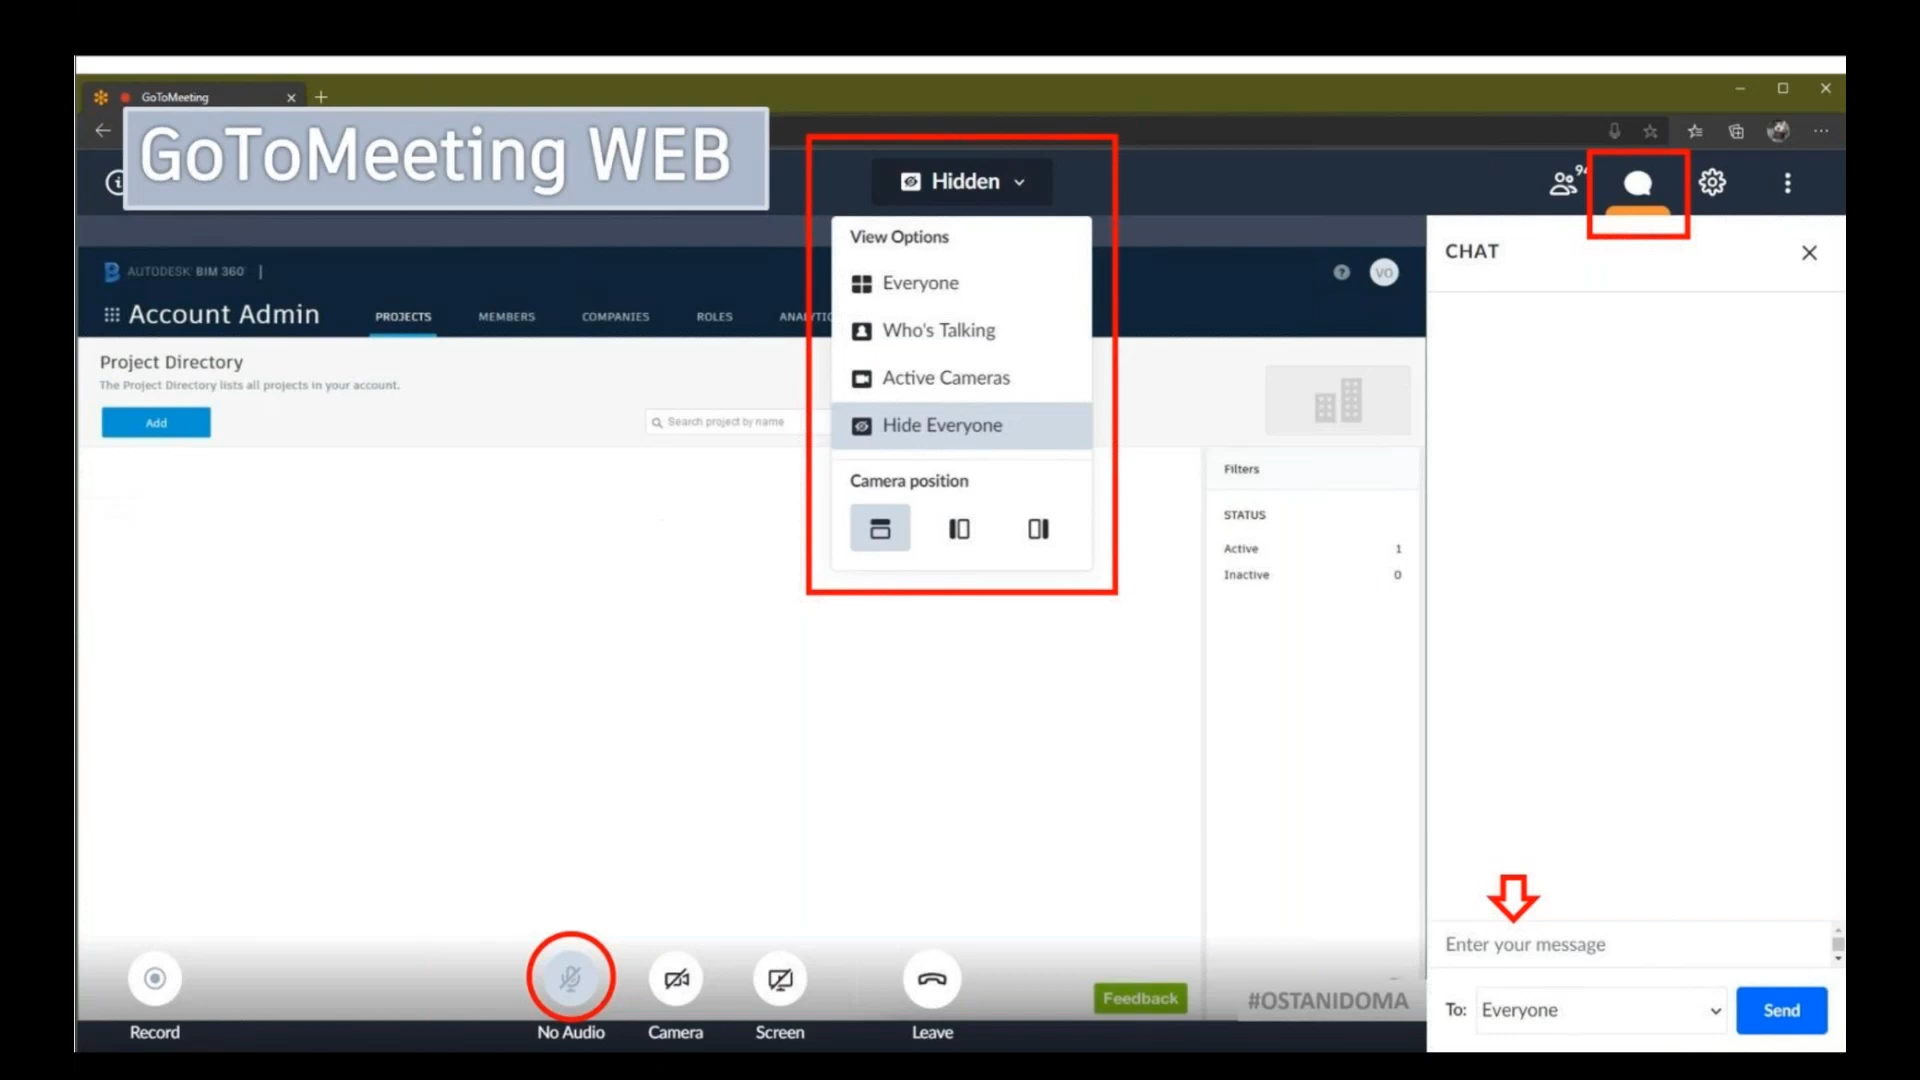 GoToMeeting
GoToMeeting WEB
Hidden
View Options
Everyone
Who's Talking
Active Cameras
Hide Everyone
Camera position
CHAT
AUTODESK BIM 360
VO
Account Admin
PROJECTS
MEMBERS
COMPANIES
ROLES
Project Directory
The Project Directory lists all projects in your account.
Add
Search project by name
Filters
STATUS
Active 1
Inactive 0
Enter your message
To: Everyone
Send
Feedback
#OSTANIDOMA
Record
No Audio
Camera
Screen
Leave